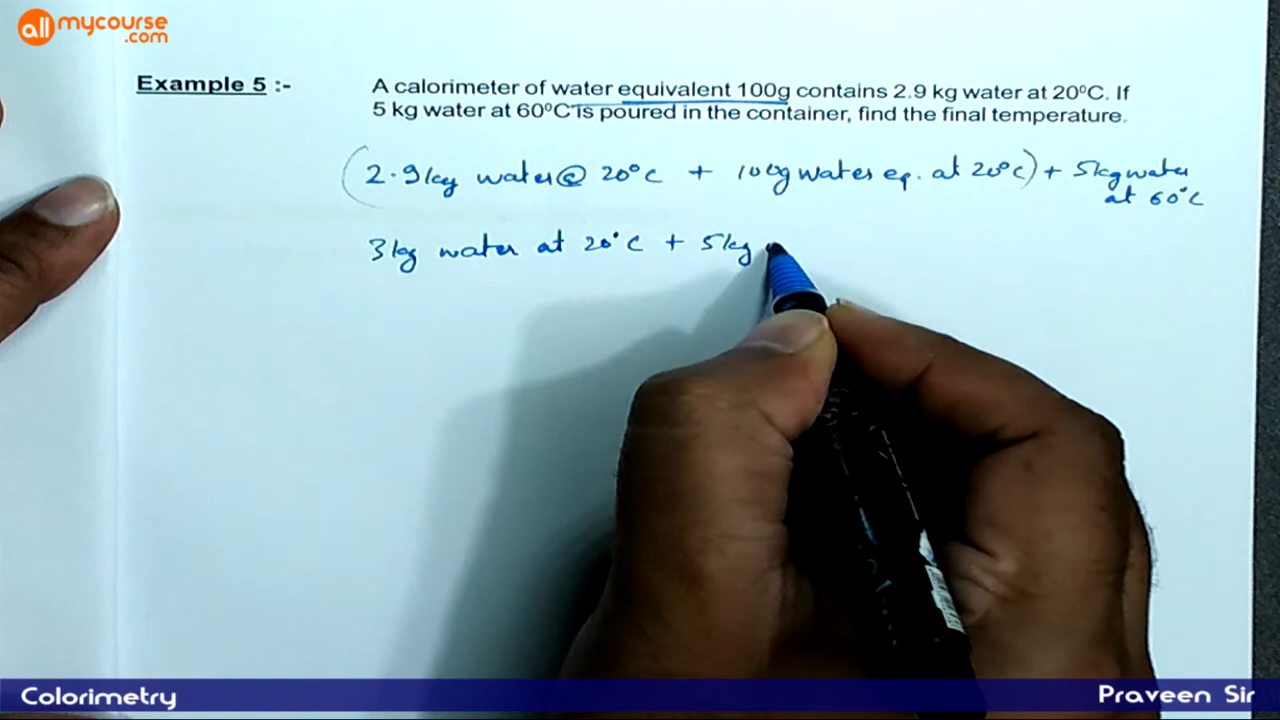 all mycourse
.com
Example 5 :- A calorimeter of water equivalent 100g contains 2.9 kg water at 20⁰C. If
5 kg water at 60⁰C is poured in the container, find the final temperature.
(2.9kg water@ 20°C + 100g water eq. at 20°C) + 5kg water
at 60°C
3kg water at 20°C + 5kg
Colorimetry Praveen Sir